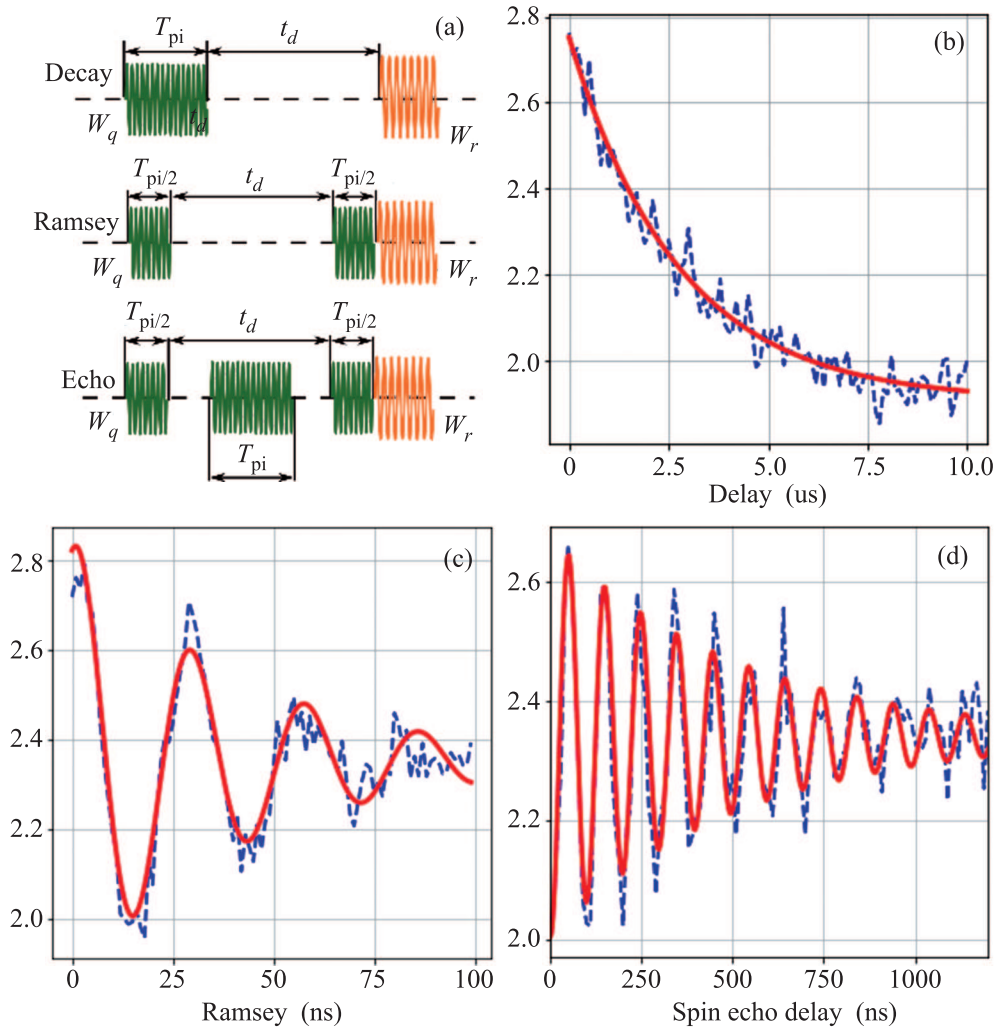 (a)
T_pi t_d
Decay
t_d
W_q W_r
T_pi/2 t_d T_pi/2
Ramsey
W_q W_r
T_pi/2 t_d T_pi/2
Echo
W_q W_r
T_pi
(b)
2.8
2.6
2.4
2.2
2.0
0 2.5 5.0 7.5 10.0
Delay (us)
(c)
2.8
2.6
2.4
2.2
2.0
0 25 50 75 100
Ramsey (ns)
(d)
2.6
2.4
2.2
2.0
0 250 500 750 1000
Spin echo delay (ns)